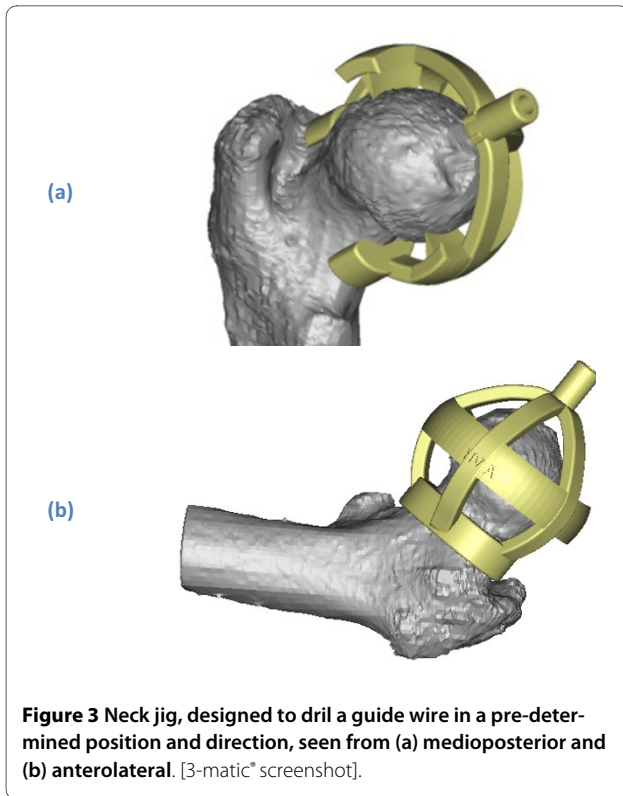 (a)
(b)
Figure 3 Neck jig, designed to dril a guide wire in a pre-deter-
mined position and direction, seen from (a) medioposterior and
(b) anterolateral. [3-matic® screenshot].